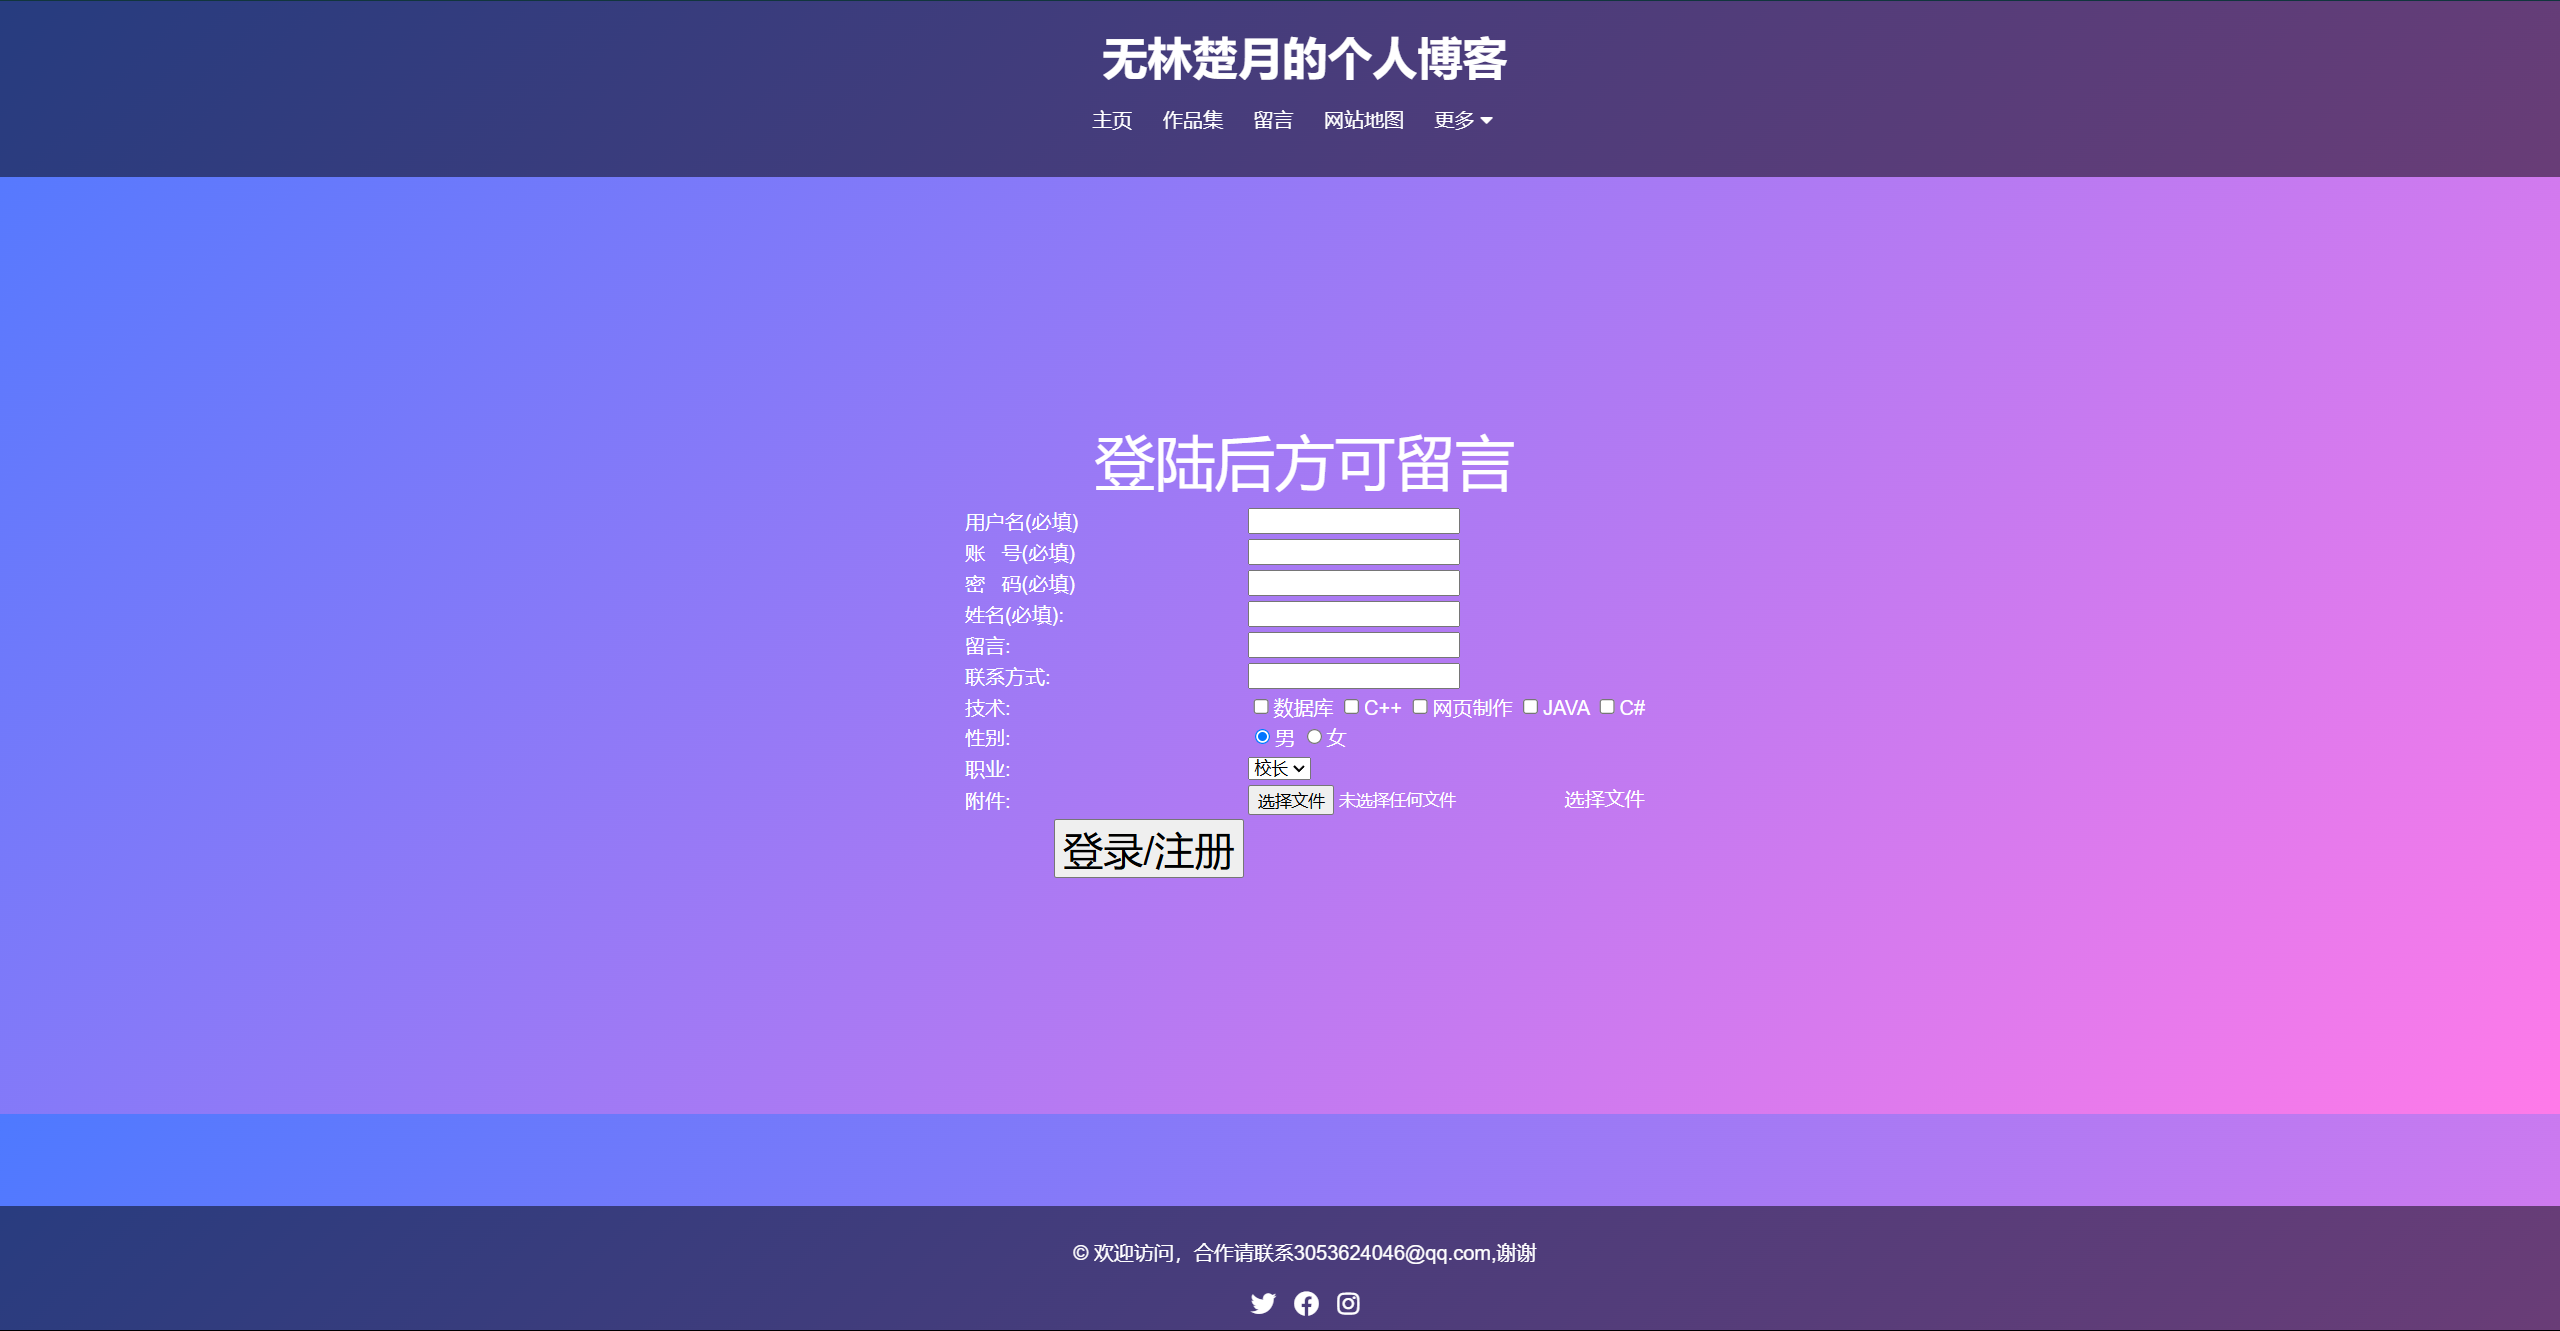 无林楚月的个人博客
主页 作品集 留言 网站地图 更多
登陆后方可留言
用户名(必填)
账 号(必填)
密 码(必填)
姓名(必填):
留言:
联系方式:
技术: 数据库 C++ 网页制作 JAVA C#
性别: 男 女
职业: 校长
附件: 选择文件 未选择任何文件 选择文件
登录/注册
© 欢迎访问，合作请联系3053624046@qq.com,谢谢